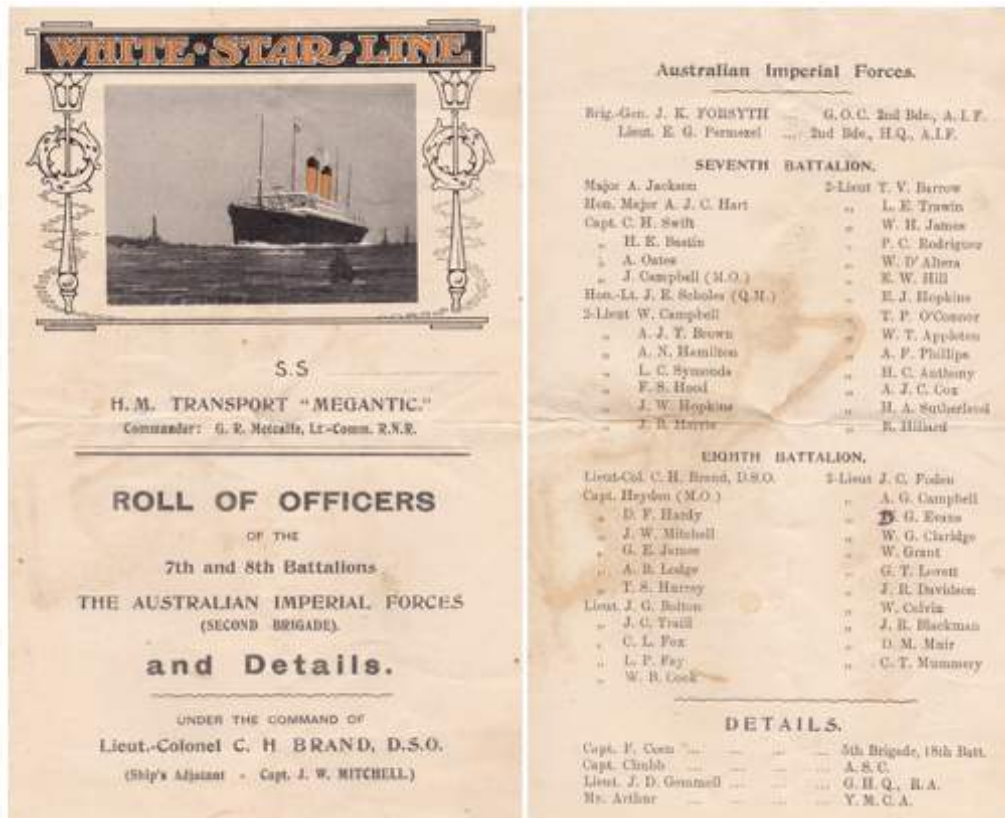 WHITE·STAR·LINE
S.S
H.M. TRANSPORT "MEGANTIC."
Commander: G. R. Metcalfe, Lt-Comm. R.N.R.
ROLL OF OFFICERS
OF THE
7th and 8th Battalions
THE AUSTRALIAN IMPERIAL FORCES
(SECOND BRIGADE).
and Details.
UNDER THE COMMAND OF
Lieut.-Colonel C. H BRAND, D.S.O.
(Ship's Adjutant - Capt. J. W. MITCHELL.)
Australian Imperial Forces.
Brig.-Gen. J. K. FORSYTH ... G.O.C. 2nd Bde., A.I.F.
Lieut. E. G. Permezel ... 2nd Bde., H.Q., A.I.F.
SEVENTH BATTALION.
Major A. Jackson
Hon. Major A. J. C. Hart
Capt. C. H. Swift
„ H. E. Bastin
„ A. Oates
„ J. Campbell (M.O.)
Hon.-Lt. J. E. Scholes (Q.M.)
2-Lieut W. Campbell
„ A. J. T. Brown
„ A. N. Hamilton
„ L. C. Symonds
„ F. S. Hood
„ J. W. Hopkins
„ J. B. Harris
2-Lieut T. V. Barrow
„ L. E. Trawin
„ W. H. James
„ P. C. Rodriguez
„ W. D'Altera
„ E. W. Hill
„ E. J. Hopkins
„ T. P. O'Connor
„ W. T. Appleton
„ A. F. Phillips
„ H. C. Anthony
„ A. J. C. Cox
„ H. A. Sutherland
„ R. Hillard
EIGHTH BATTALION.
Lieut-Col. C. H. Brand, D.S.O.
Capt. Heydon (M.O.)
„ D. F. Hardy
„ J. W. Mitchell
„ G. E. James
„ A. B. Lodge
„ T. S. Hurrey
Lieut. J. G. Bolton
„ J. C. Traill
„ C. L. Fox
„ L. P. Fay
„ W. B. Cook
2-Lieut J. C. Foden
„ A. G. Campbell
„ D. G. Evans
„ W. G. Claridge
„ W. Grant
„ G. T. Lovett
„ J. R. Davidson
„ W. Colvin
„ J. R. Blackman
„ D. M. Muir
„ C. T. Mummery
DETAILS.
Capt. F. Coen ... ... ... ... 5th Brigade, 18th Batt.
Capt. Chubb ... ... ... ... A.S.C.
Lieut. J. D. Gemmell ... ... ... G.H.Q., R.A.
Mr. Arthur ... ... ... ... Y.M.C.A.